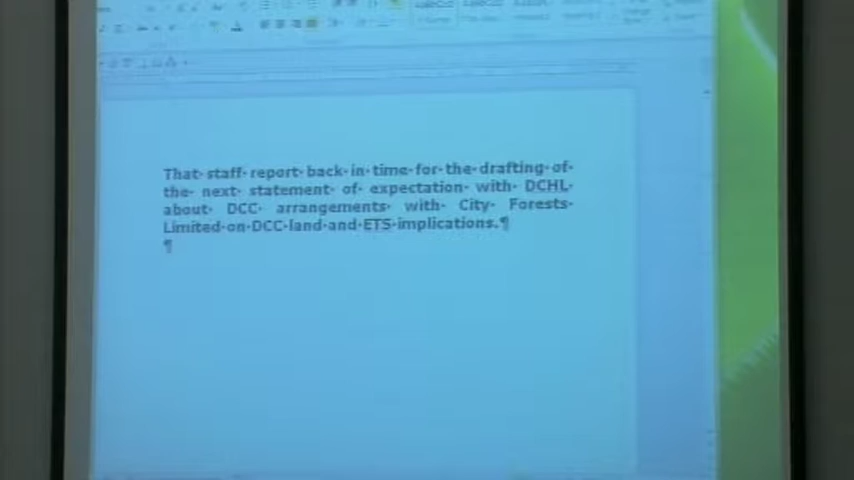 That staff report back in time for the drafting of
the next statement of expectation with DCHL
about DCC arrangements with City Forests
Limited on DCC land and ETS implications.¶
¶